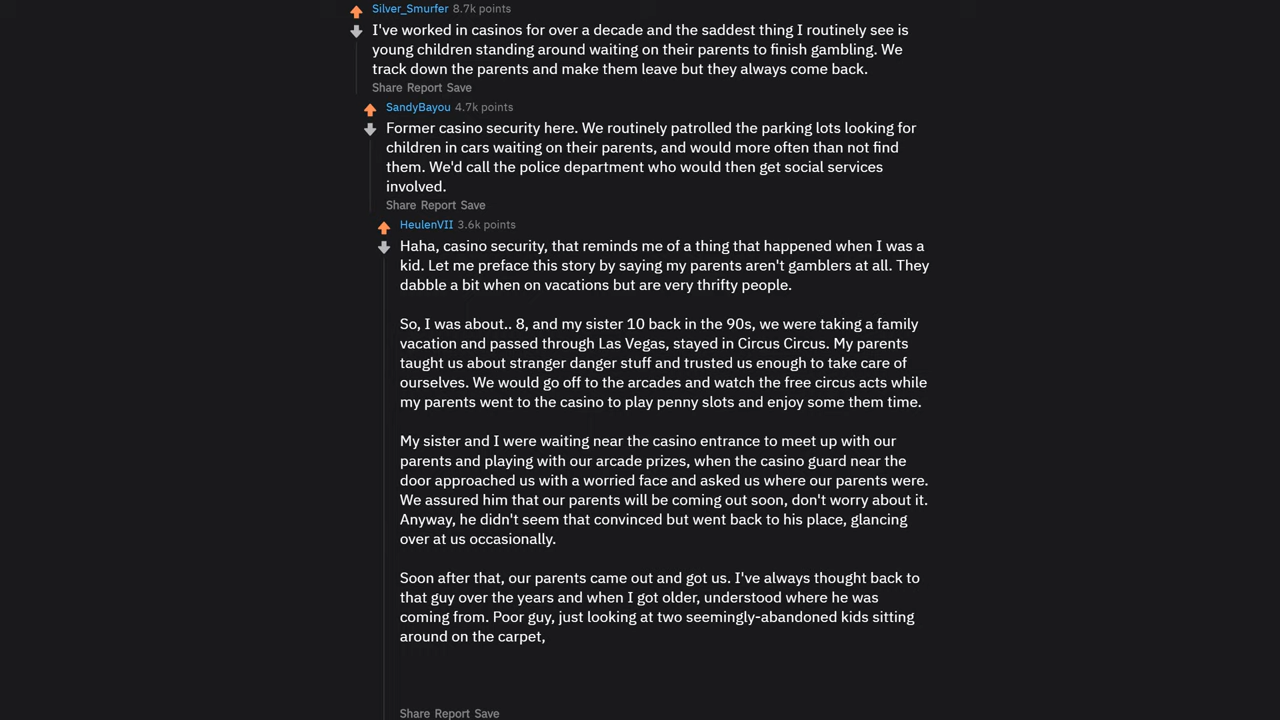 Silver_Smurfer 8.7k points
I've worked in casinos for over a decade and the saddest thing I routinely see is
young children standing around waiting on their parents to finish gambling. We
track down the parents and make them leave but they always come back.
Share Report Save
SandyBayou 4.7k points
Former casino security here. We routinely patrolled the parking lots looking for
children in cars waiting on their parents, and would more often than not find
them. We'd call the police department who would then get social services
involved.
Share Report Save
HeulenVII 3.6k points
Haha, casino security, that reminds me of a thing that happened when I was a
kid. Let me preface this story by saying my parents aren't gamblers at all. They
dabble a bit when on vacations but are very thrifty people.
So, I was about.. 8, and my sister 10 back in the 90s, we were taking a family
vacation and passed through Las Vegas, stayed in Circus Circus. My parents
taught us about stranger danger stuff and trusted us enough to take care of
ourselves. We would go off to the arcades and watch the free circus acts while
my parents went to the casino to play penny slots and enjoy some them time.
My sister and I were waiting near the casino entrance to meet up with our
parents and playing with our arcade prizes, when the casino guard near the
door approached us with a worried face and asked us where our parents were.
We assured him that our parents will be coming out soon, don't worry about it.
Anyway, he didn't seem that convinced but went back to his place, glancing
over at us occasionally.
Soon after that, our parents came out and got us. I've always thought back to
that guy over the years and when I got older, understood where he was
coming from. Poor guy, just looking at two seemingly-abandoned kids sitting
around on the carpet,
Share Report Save